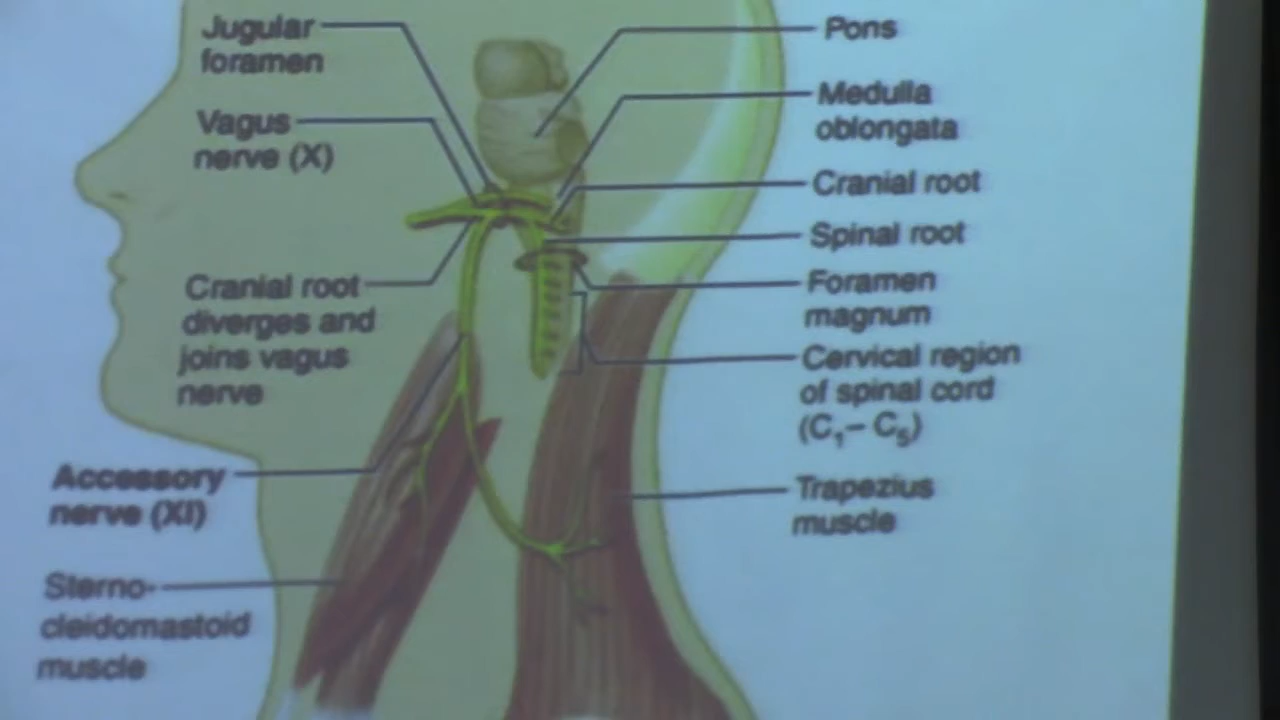 Jugular
foramen
Vagus
nerve (X)
Cranial root
diverges and
joins vagus
nerve
Accessory
nerve (XI)
Sterno-
cleidomastoid
muscle
Pons
Medulla
oblongata
Cranial root
Spinal root
Foramen
magnum
Cervical region
of spinal cord
(C₁– C₅)
Trapezius
muscle